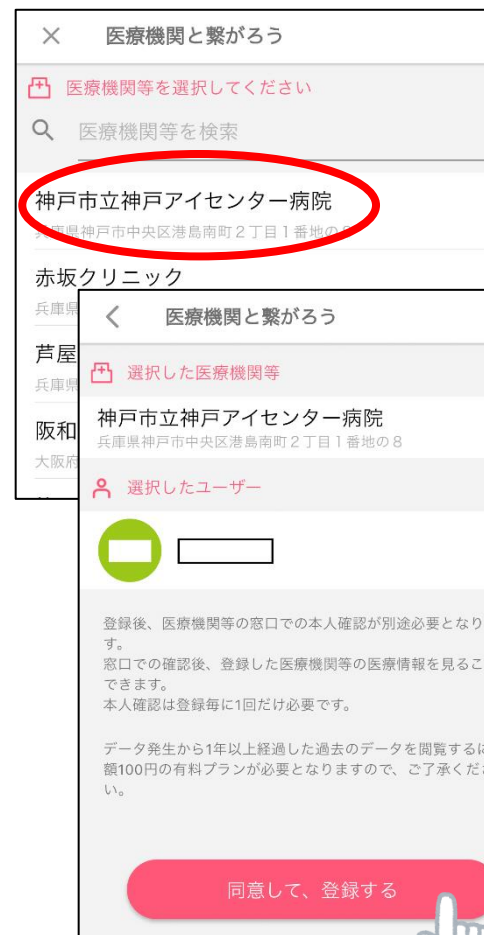 医療機関と繋がろう
医療機関等を選択してください
医療機関等を検索
神戸市立神戸アイセンター病院
兵庫県神戸市中央区港島南町2丁目1番地の8
赤坂クリニック
兵庫県
芦屋
兵庫県
阪和
大阪府
医療機関と繋がろう
選択した医療機関等
神戸市立神戸アイセンター病院
兵庫県神戸市中央区港島南町2丁目1番地の8
選択したユーザー
登録後、医療機関等の窓口での本人確認が別途必要となり
す。
窓口での確認後、登録した医療機関等の医療情報を見るこ
できます。
本人確認は登録毎に1回だけ必要です。
データ発生から1年以上経過した過去のデータを閲覧するに
額100円の有料プランが必要となりますので、ご了承くださ
い。
同意して、登録する